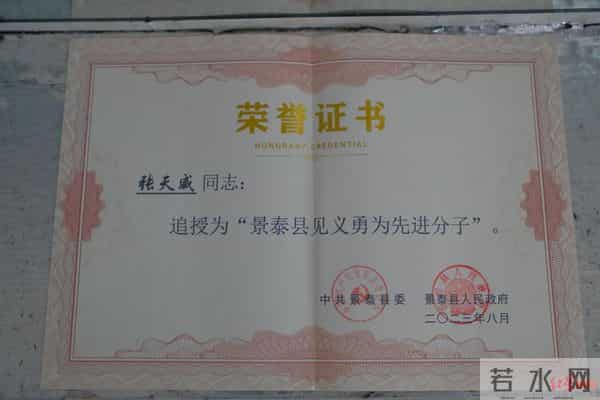 荣誉证书
HONORARY CREDENTIAL
张天威 同志：
追授为“景泰县见义勇为先进分子”。
中共景泰县委 景泰县人民政府
二〇二三年八月
若水网